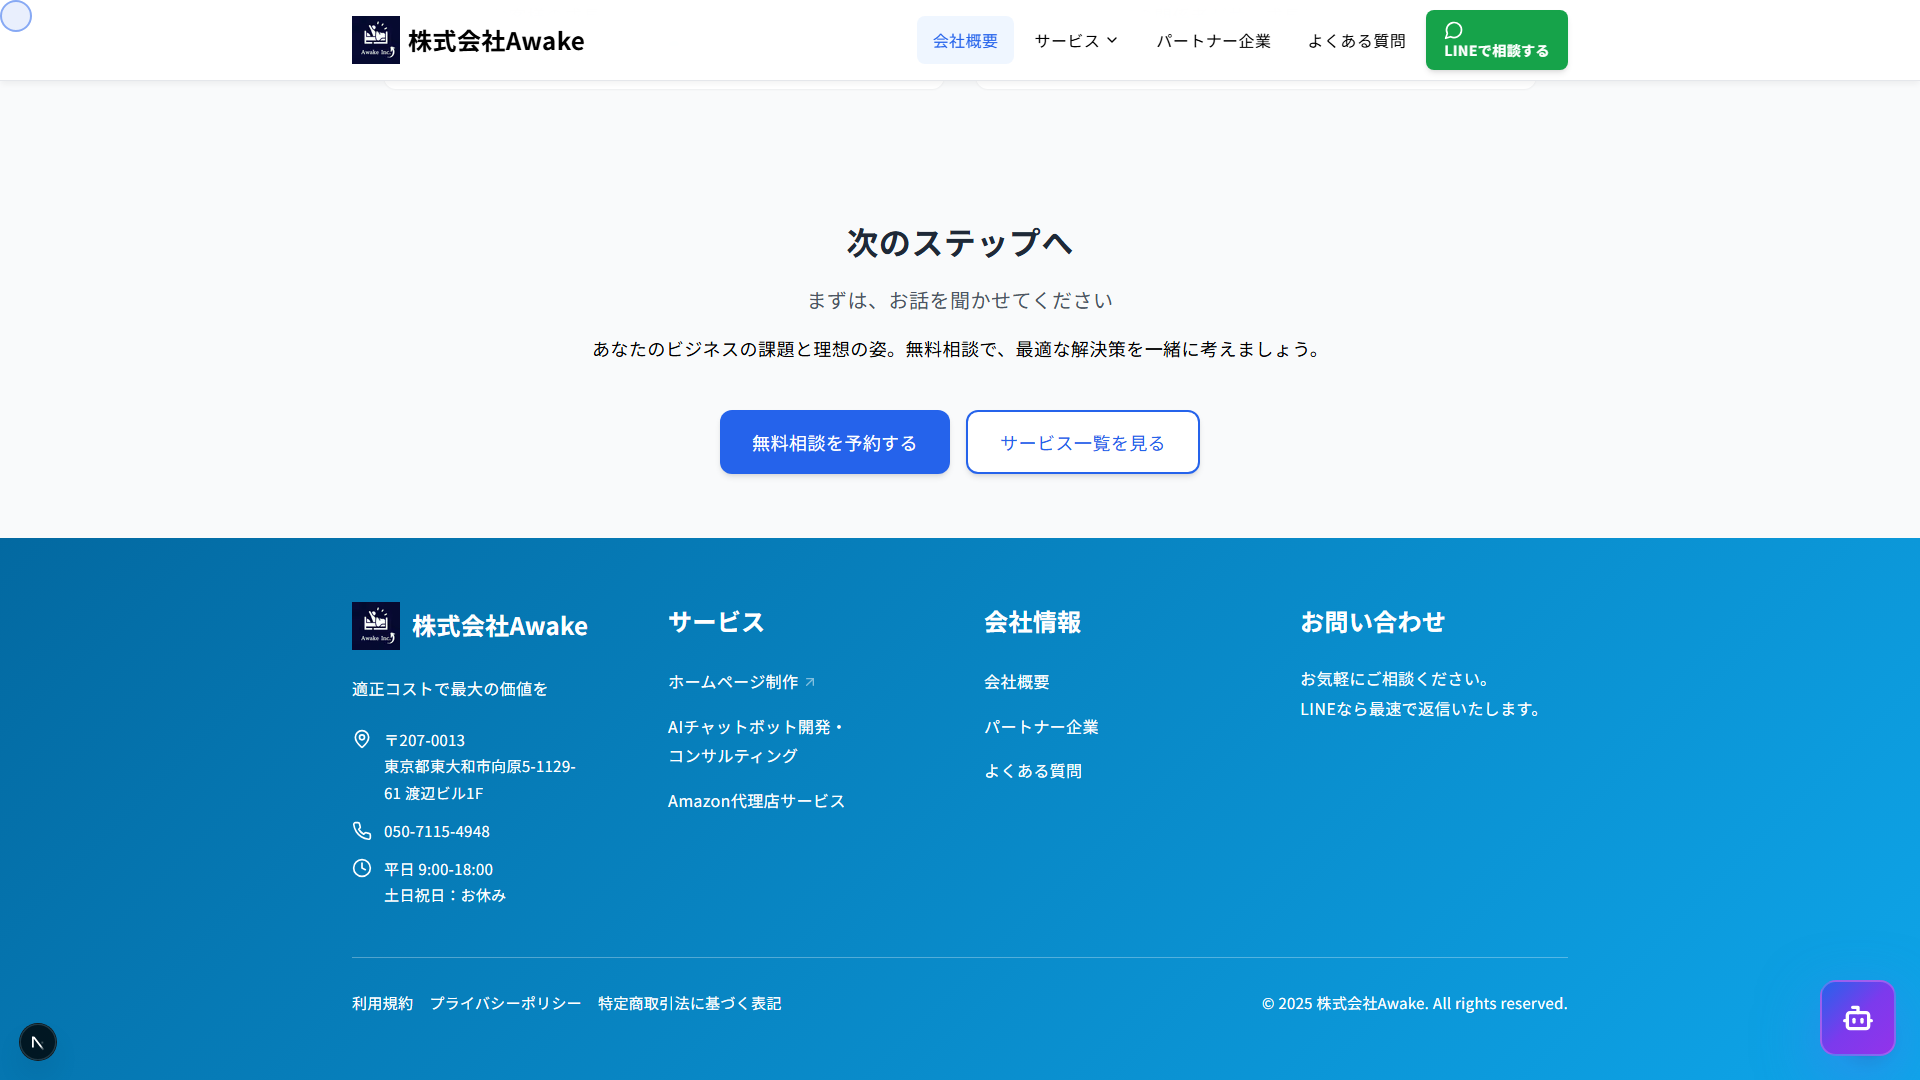 Awake Inc.
株式会社Awake
会社概要
サービス
パートナー企業
よくある質問
LINEで相談する
次のステップへ
まずは、お話を聞かせてください
あなたのビジネスの課題と理想の姿。無料相談で、最適な解決策を一緒に考えましょう。
無料相談を予約する
サービス一覧を見る
Awake Inc.
株式会社Awake
適正コストで最大の価値を
〒207-0013
東京都東大和市向原5-1129-
61 渡辺ビル1F
050-7115-4948
平日 9:00-18:00
土日祝日：お休み
サービス
ホームページ制作
AIチャットボット開発・
コンサルティング
Amazon代理店サービス
会社情報
会社概要
パートナー企業
よくある質問
お問い合わせ
お気軽にご相談ください。
LINEなら最速で返信いたします。
利用規約
プライバシーポリシー
特定商取引法に基づく表記
© 2025 株式会社Awake. All rights reserved.
N